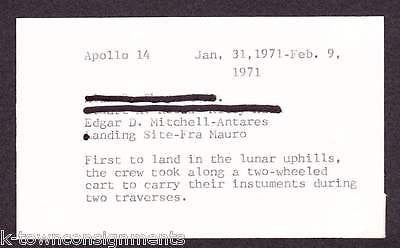 Apollo 14 Jan, 31,1971-Feb. 9,
1971
Edgar D. Mitchell-Antares
Landing Site-Fra Mauro
First to land in the lunar uphills,
the crew took along a two-wheeled
cart to carry their instuments during
two traverses.
k-townconsignments